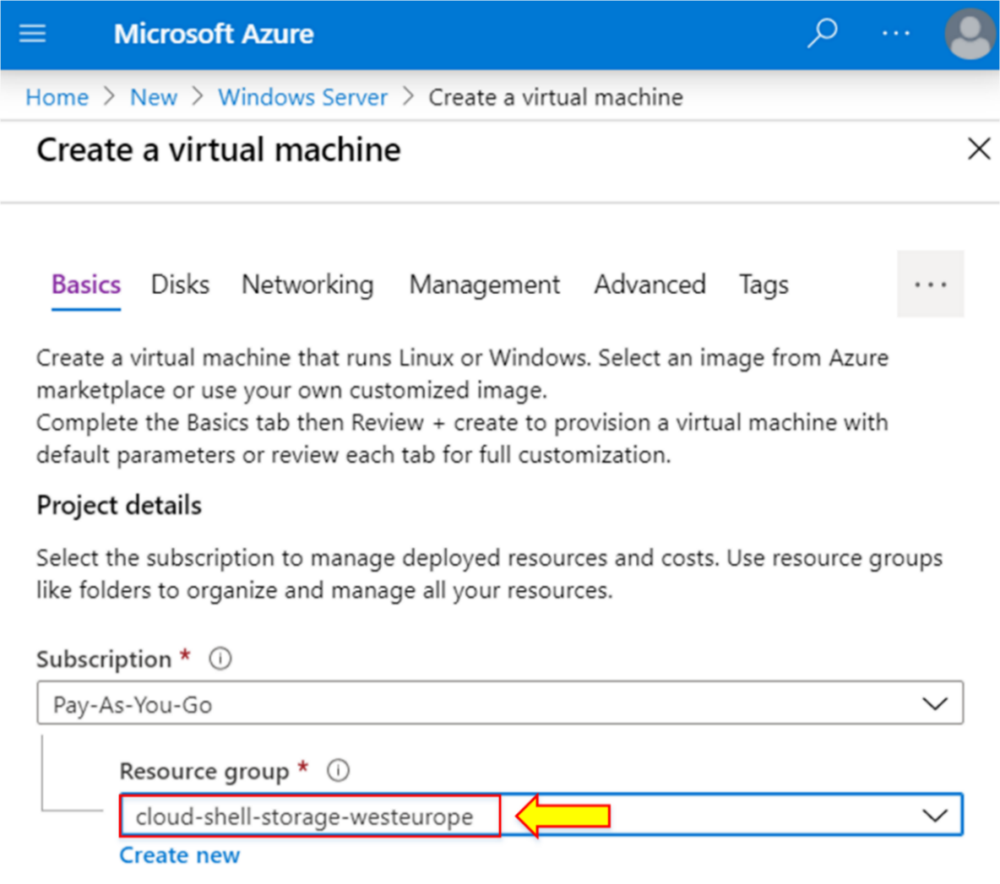 Microsoft Azure
Home > New > Windows Server > Create a virtual machine
Create a virtual machine
Basics Disks Networking Management Advanced Tags
Create a virtual machine that runs Linux or Windows. Select an image from Azure
marketplace or use your own customized image.
Complete the Basics tab then Review + create to provision a virtual machine with
default parameters or review each tab for full customization.
Project details
Select the subscription to manage deployed resources and costs. Use resource groups
like folders to organize and manage all your resources.
Subscription *
Pay-As-You-Go
Resource group *
cloud-shell-storage-westeurope
Create new